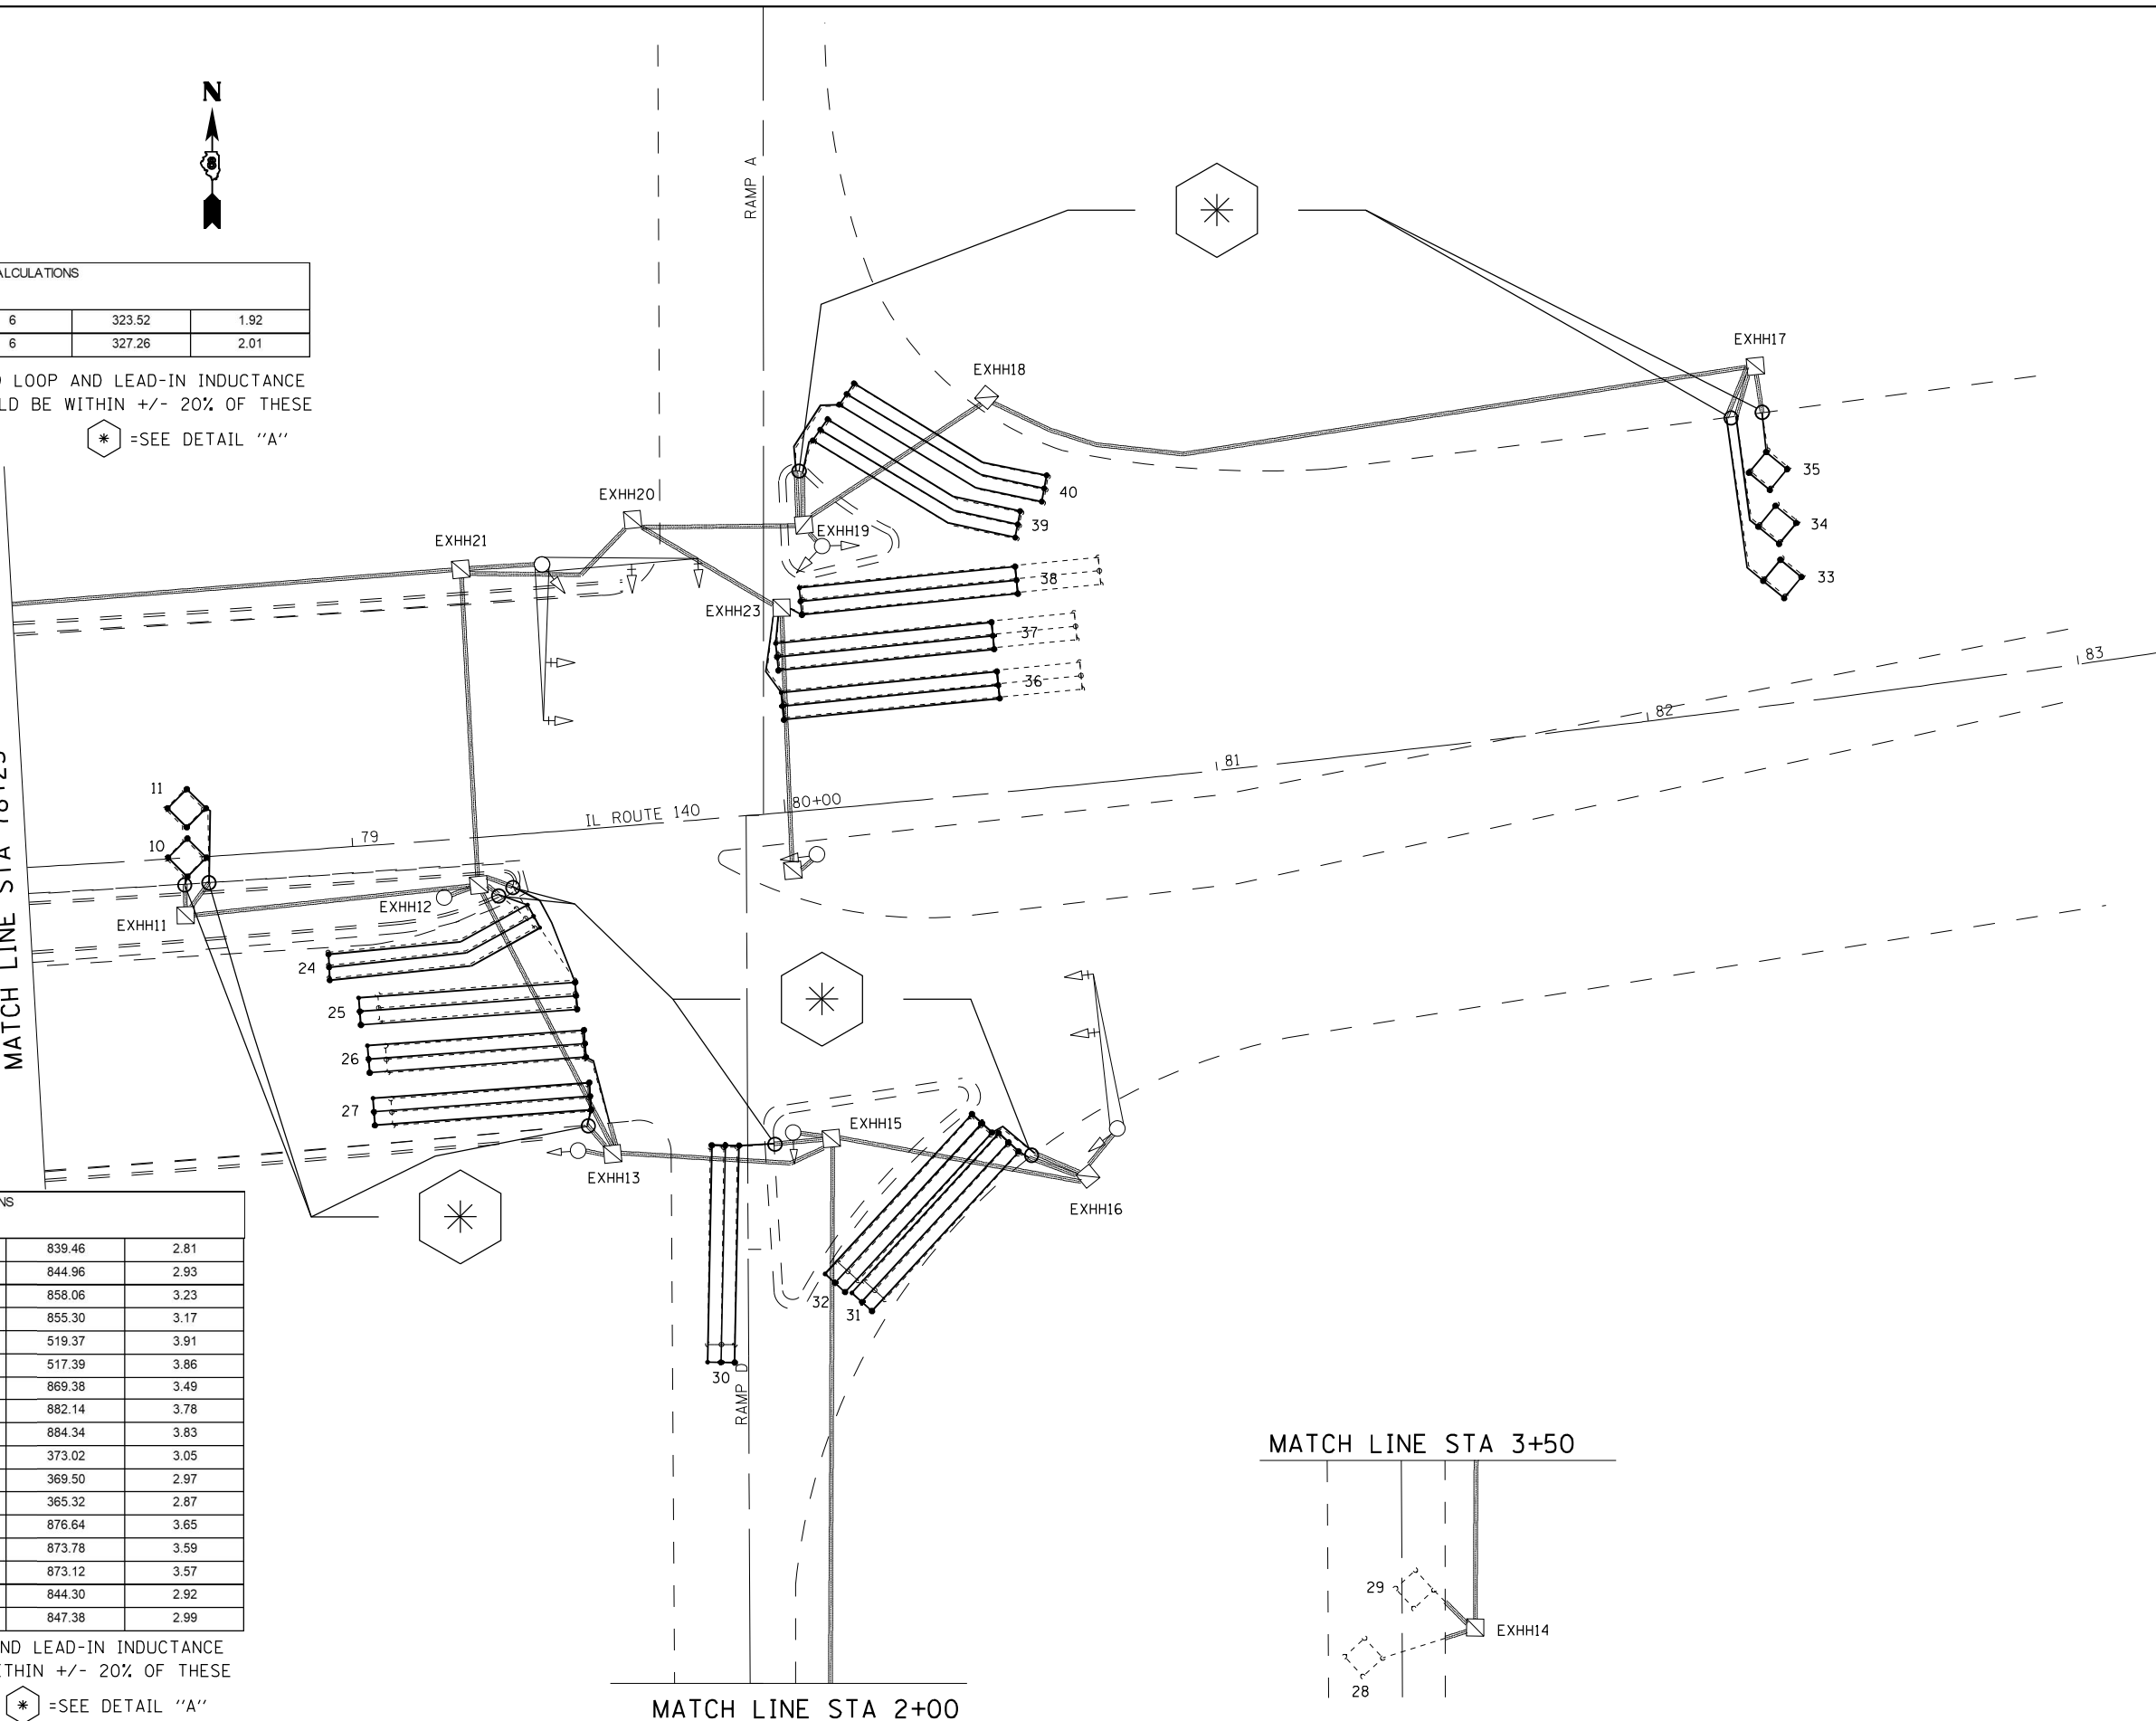 N
RAMP A
ALCULATIONS
6 323.52 1.92
6 327.26 2.01
LOOP AND LEAD-IN INDUCTANCE
LD BE WITHIN +/- 20% OF THESE
* =SEE DETAIL "A"
EXHH17
EXHH18
35
40
34
EXHH20
39
EXHH19
EXHH21
38
33
EXHH23
37
36
83
82
81
80+00
IL ROUTE 140
79
11
10
MATCH LINE STA
EXHH12
EXHH11
24
25
26
27
EXHH15
EXHH13
EXHH16
32
31
30
RAMP D
NS
839.46 2.81
844.96 2.93
858.06 3.23
855.30 3.17
519.37 3.91
517.39 3.86
869.38 3.49
882.14 3.78
884.34 3.83
373.02 3.05
369.50 2.97
365.32 2.87
876.64 3.65
873.78 3.59
873.12 3.57
844.30 2.92
847.38 2.99
ND LEAD-IN INDUCTANCE
THIN +/- 20% OF THESE
* =SEE DETAIL "A"
MATCH LINE STA 2+00
MATCH LINE STA 3+50
29
EXHH14
28